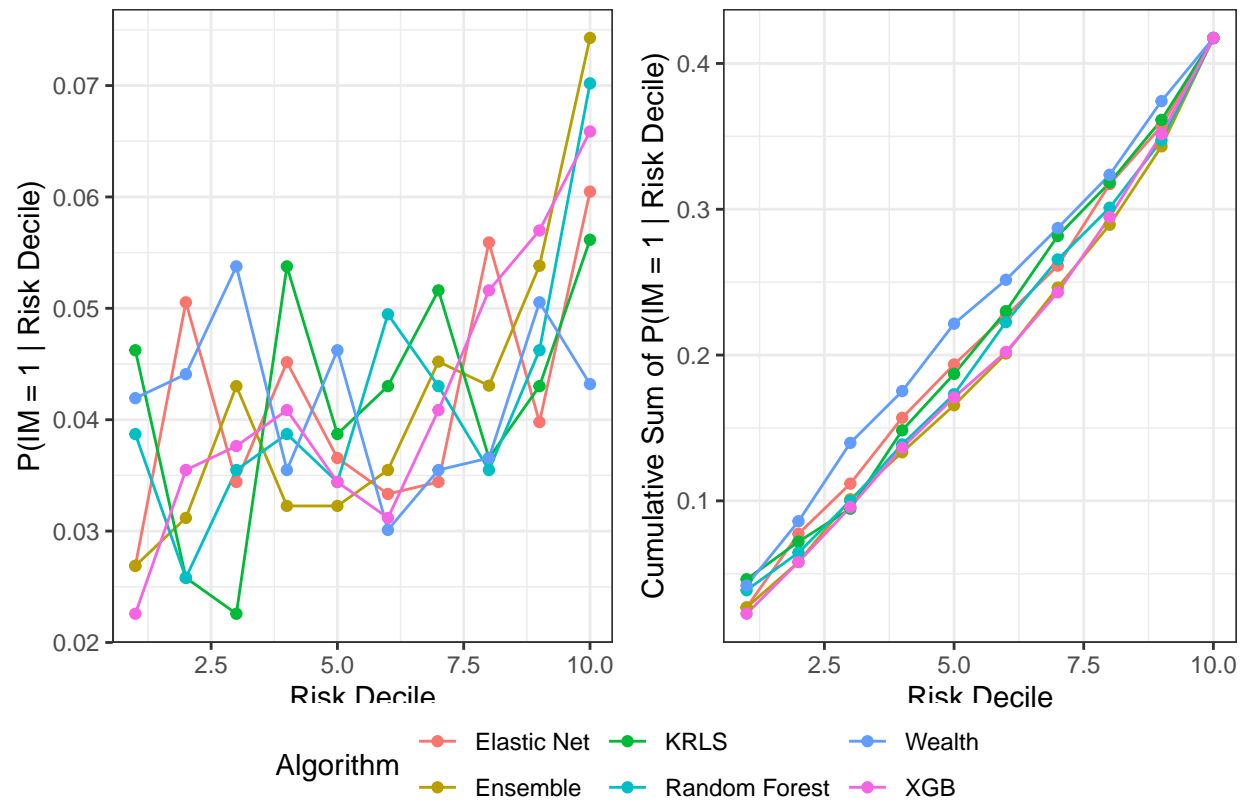 P(IM = 1 | Risk Decile)
0.07
0.06
0.05
0.04
0.03
0.02
2.5 5.0 7.5 10.0
Risk Decile
Cumulative Sum of P(IM = 1 | Risk Decile)
0.4
0.3
0.2
0.1
2.5 5.0 7.5 10.0
Risk Decile
Algorithm
Elastic Net KRLS Wealth
Ensemble Random Forest XGB